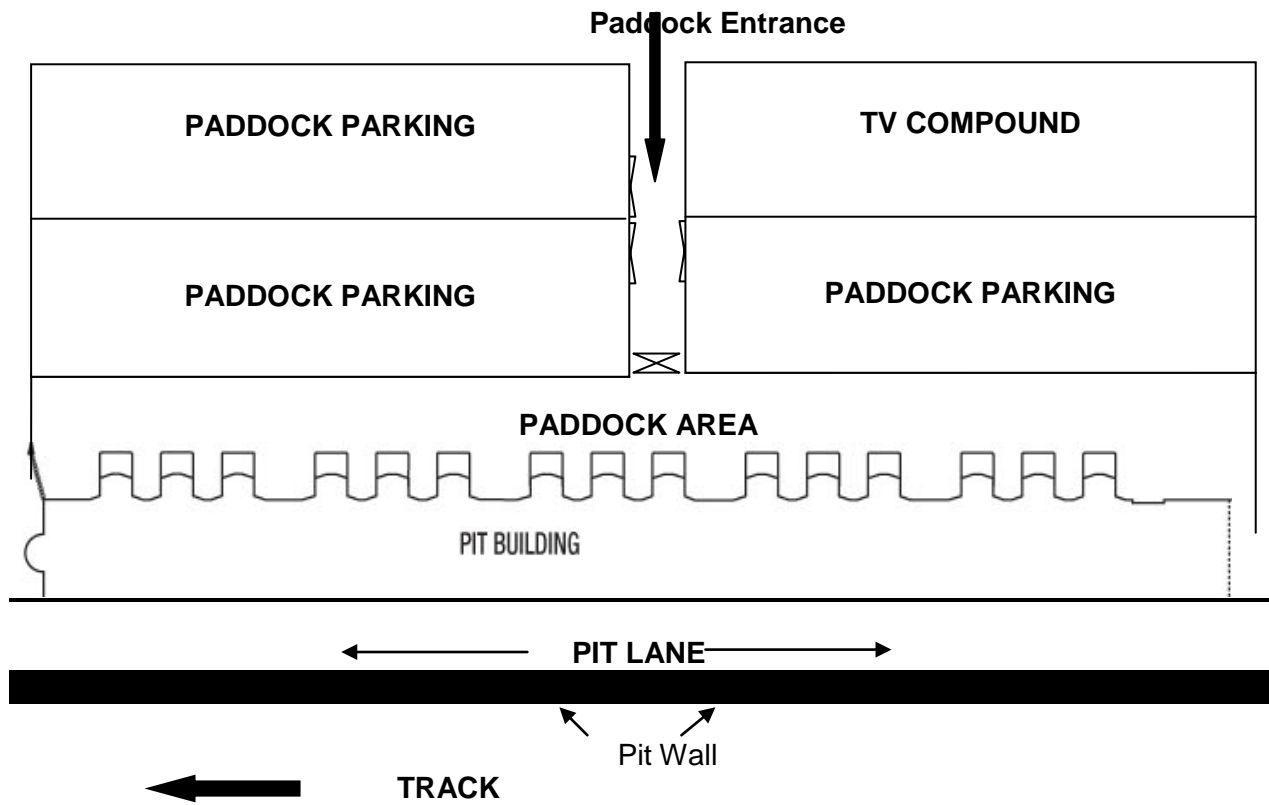 Paddock Entrance
PADDOCK PARKING
TV COMPOUND
PADDOCK PARKING
PADDOCK PARKING
PADDOCK AREA
PIT BUILDING
PIT LANE
Pit Wall
TRACK